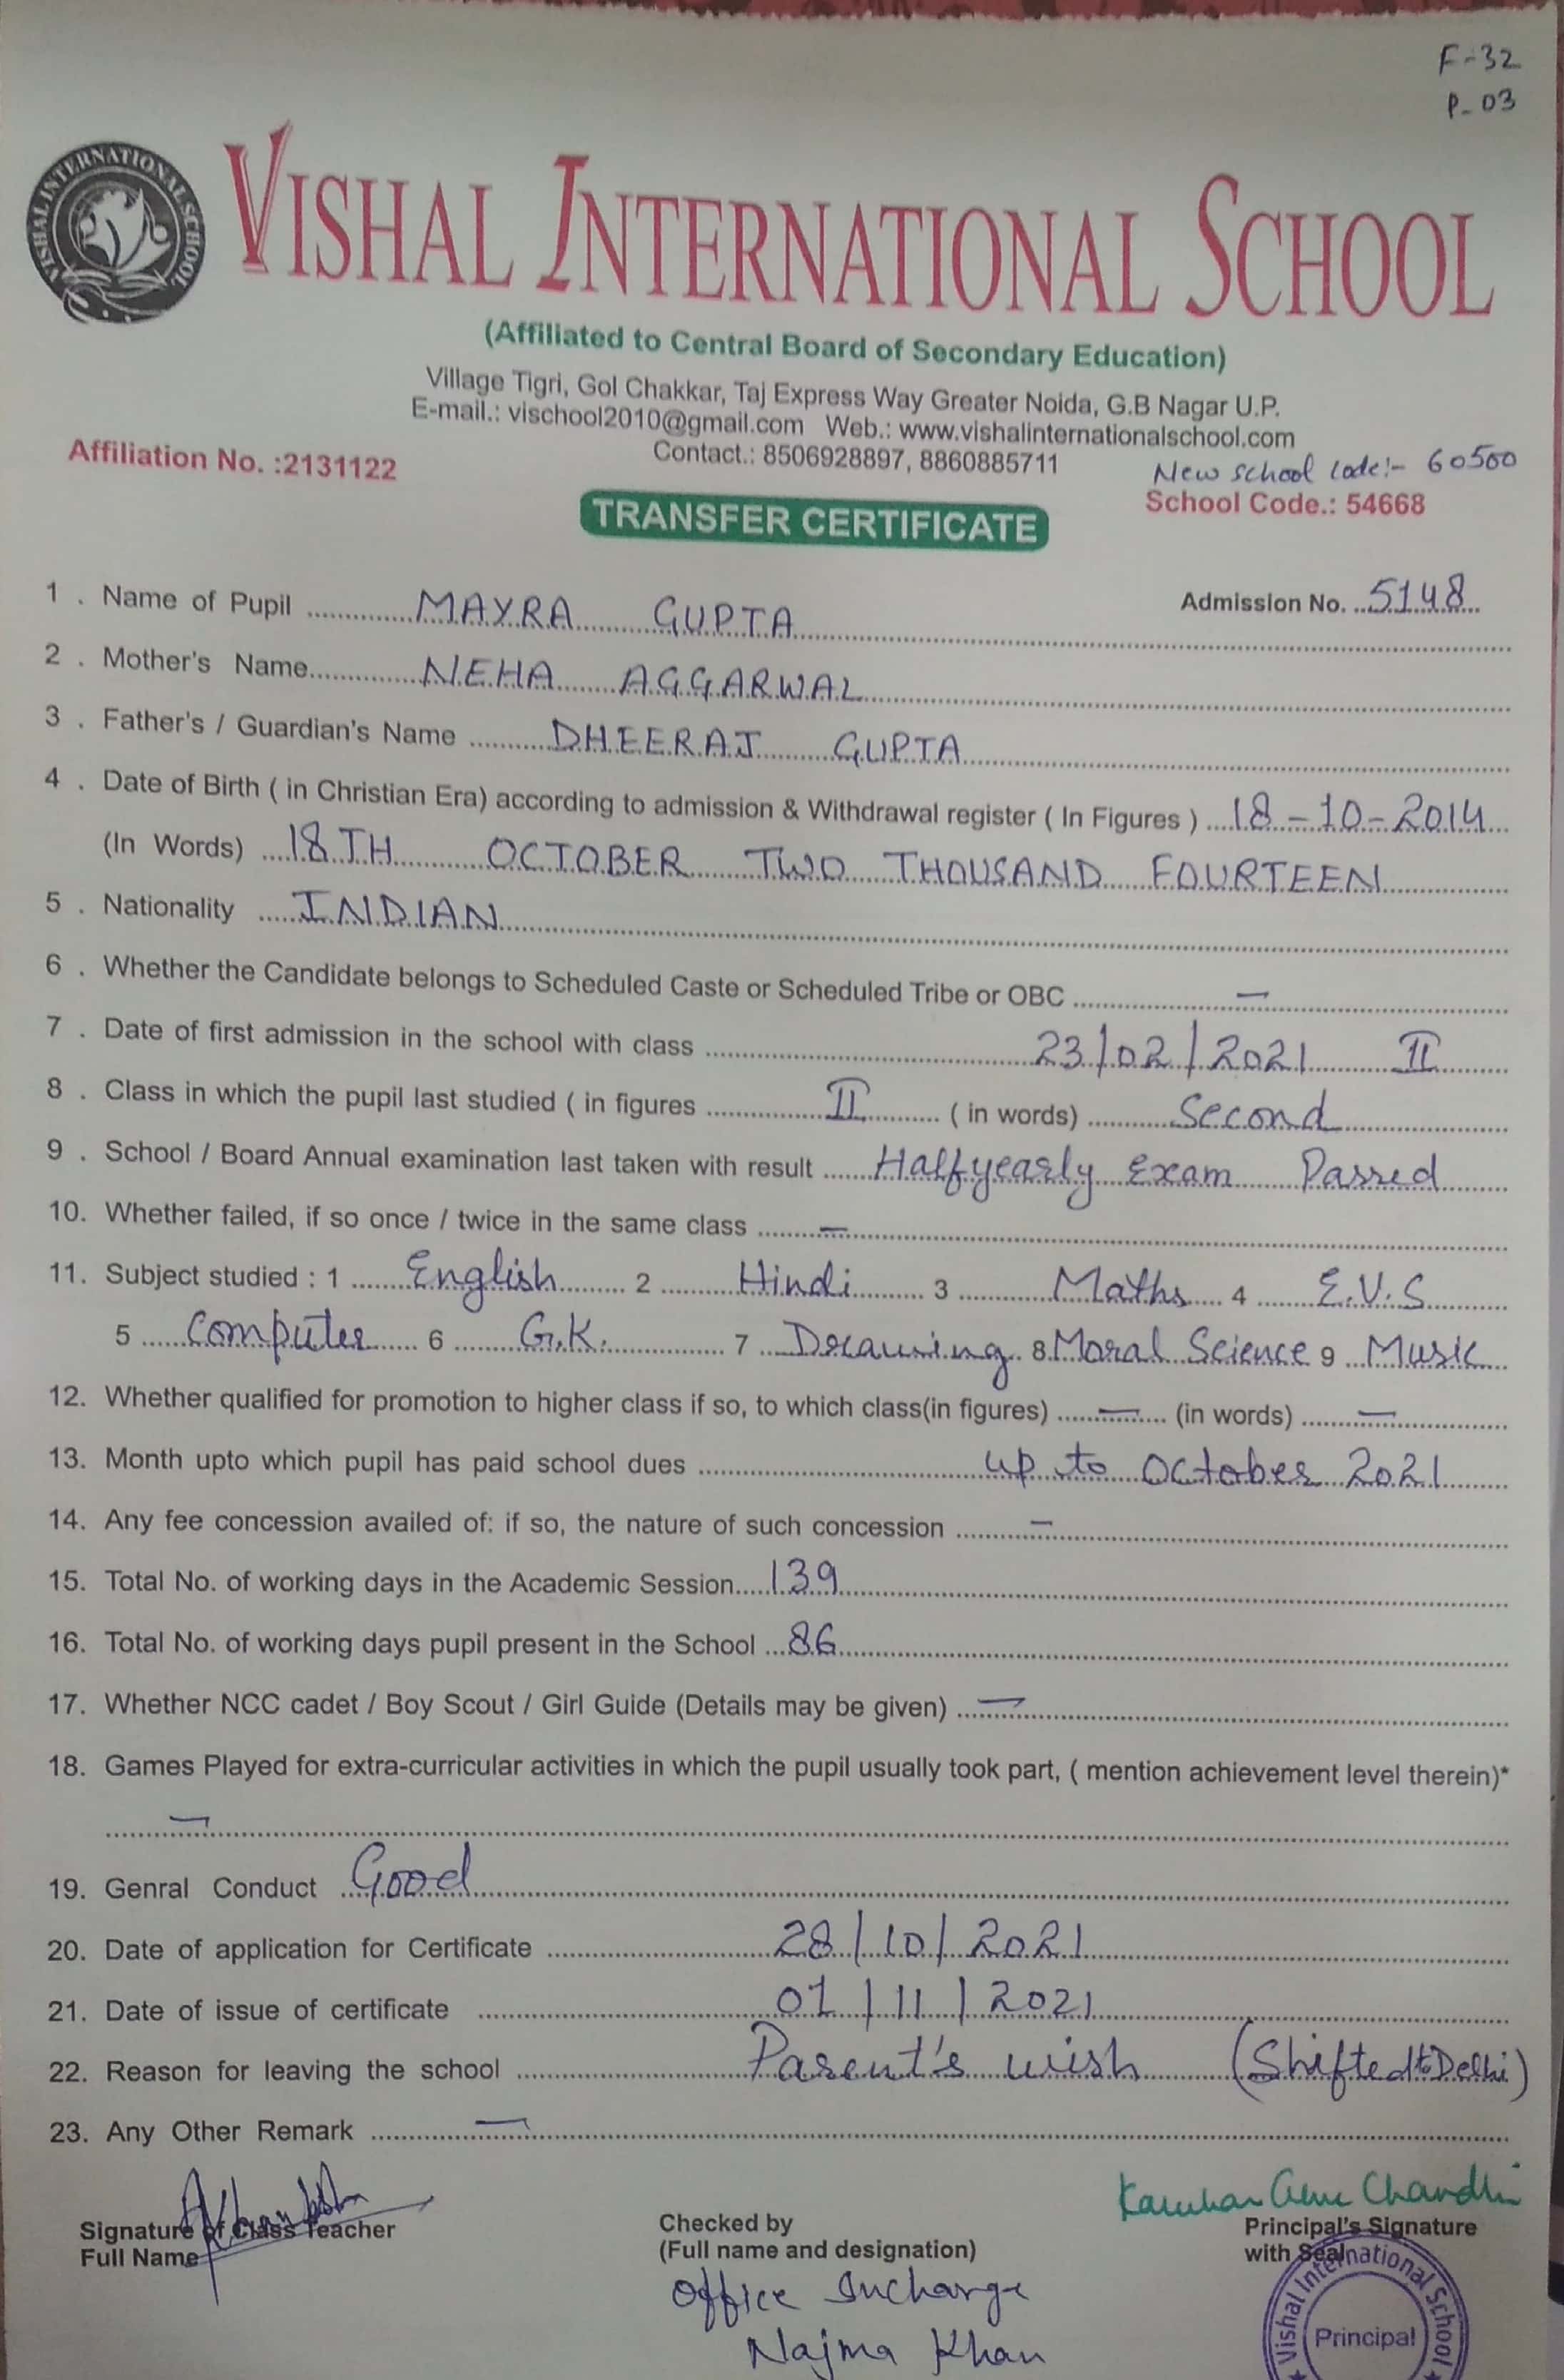 F-32
P-03
VISHAL INTERNATIONAL SCHOOL
VISHAL INTERNATIONAL SCHOOL
(Affiliated to Central Board of Secondary Education)
Village Tigri, Gol Chakkar, Taj Express Way Greater Noida, G.B Nagar U.P.
E-mail.: vischool2010@gmail.com Web.: www.vishalinternationalschool.com
Affiliation No. :2131122 Contact.: 8506928897, 8860885711 New school code:- 60500
TRANSFER CERTIFICATE School Code.: 54668
1 . Name of Pupil MAYRA GUPTA Admission No. 5148
2 . Mother's Name NEHA AGGARWAL
3 . Father's / Guardian's Name DHEERAJ GUPTA
4 . Date of Birth ( in Christian Era) according to admission & Withdrawal register ( In Figures ) 18-10-2014
(In Words) 18TH OCTOBER TWO THOUSAND FOURTEEN
5 . Nationality INDIAN
6 . Whether the Candidate belongs to Scheduled Caste or Scheduled Tribe or OBC —
7 . Date of first admission in the school with class 23/02/2021 II
8 . Class in which the pupil last studied ( in figures II ( in words) Second
9 . School / Board Annual examination last taken with result Halfyearly Exam Passed
10. Whether failed, if so once / twice in the same class —
11. Subject studied : 1 English 2 Hindi 3 Maths 4 E.V.S
5 Computer 6 G.K. 7 Drawing 8 Moral Science 9 Music
12. Whether qualified for promotion to higher class if so, to which class(in figures) — (in words) —
13. Month upto which pupil has paid school dues up to October 2021
14. Any fee concession availed of: if so, the nature of such concession —
15. Total No. of working days in the Academic Session 139
16. Total No. of working days pupil present in the School 86
17. Whether NCC cadet / Boy Scout / Girl Guide (Details may be given) —
18. Games Played for extra-curricular activities in which the pupil usually took part, ( mention achievement level therein)*
—
19. Genral Conduct Good
20. Date of application for Certificate 28/10/2021
21. Date of issue of certificate 01/11/2021
22. Reason for leaving the school Parent's wish (Shifted to Delhi)
23. Any Other Remark —
Signature of Class Teacher Checked by Principal's Signature
Full Name (Full name and designation) with Seal
Office Incharge
Najma Khan
Vishal International School
Principal